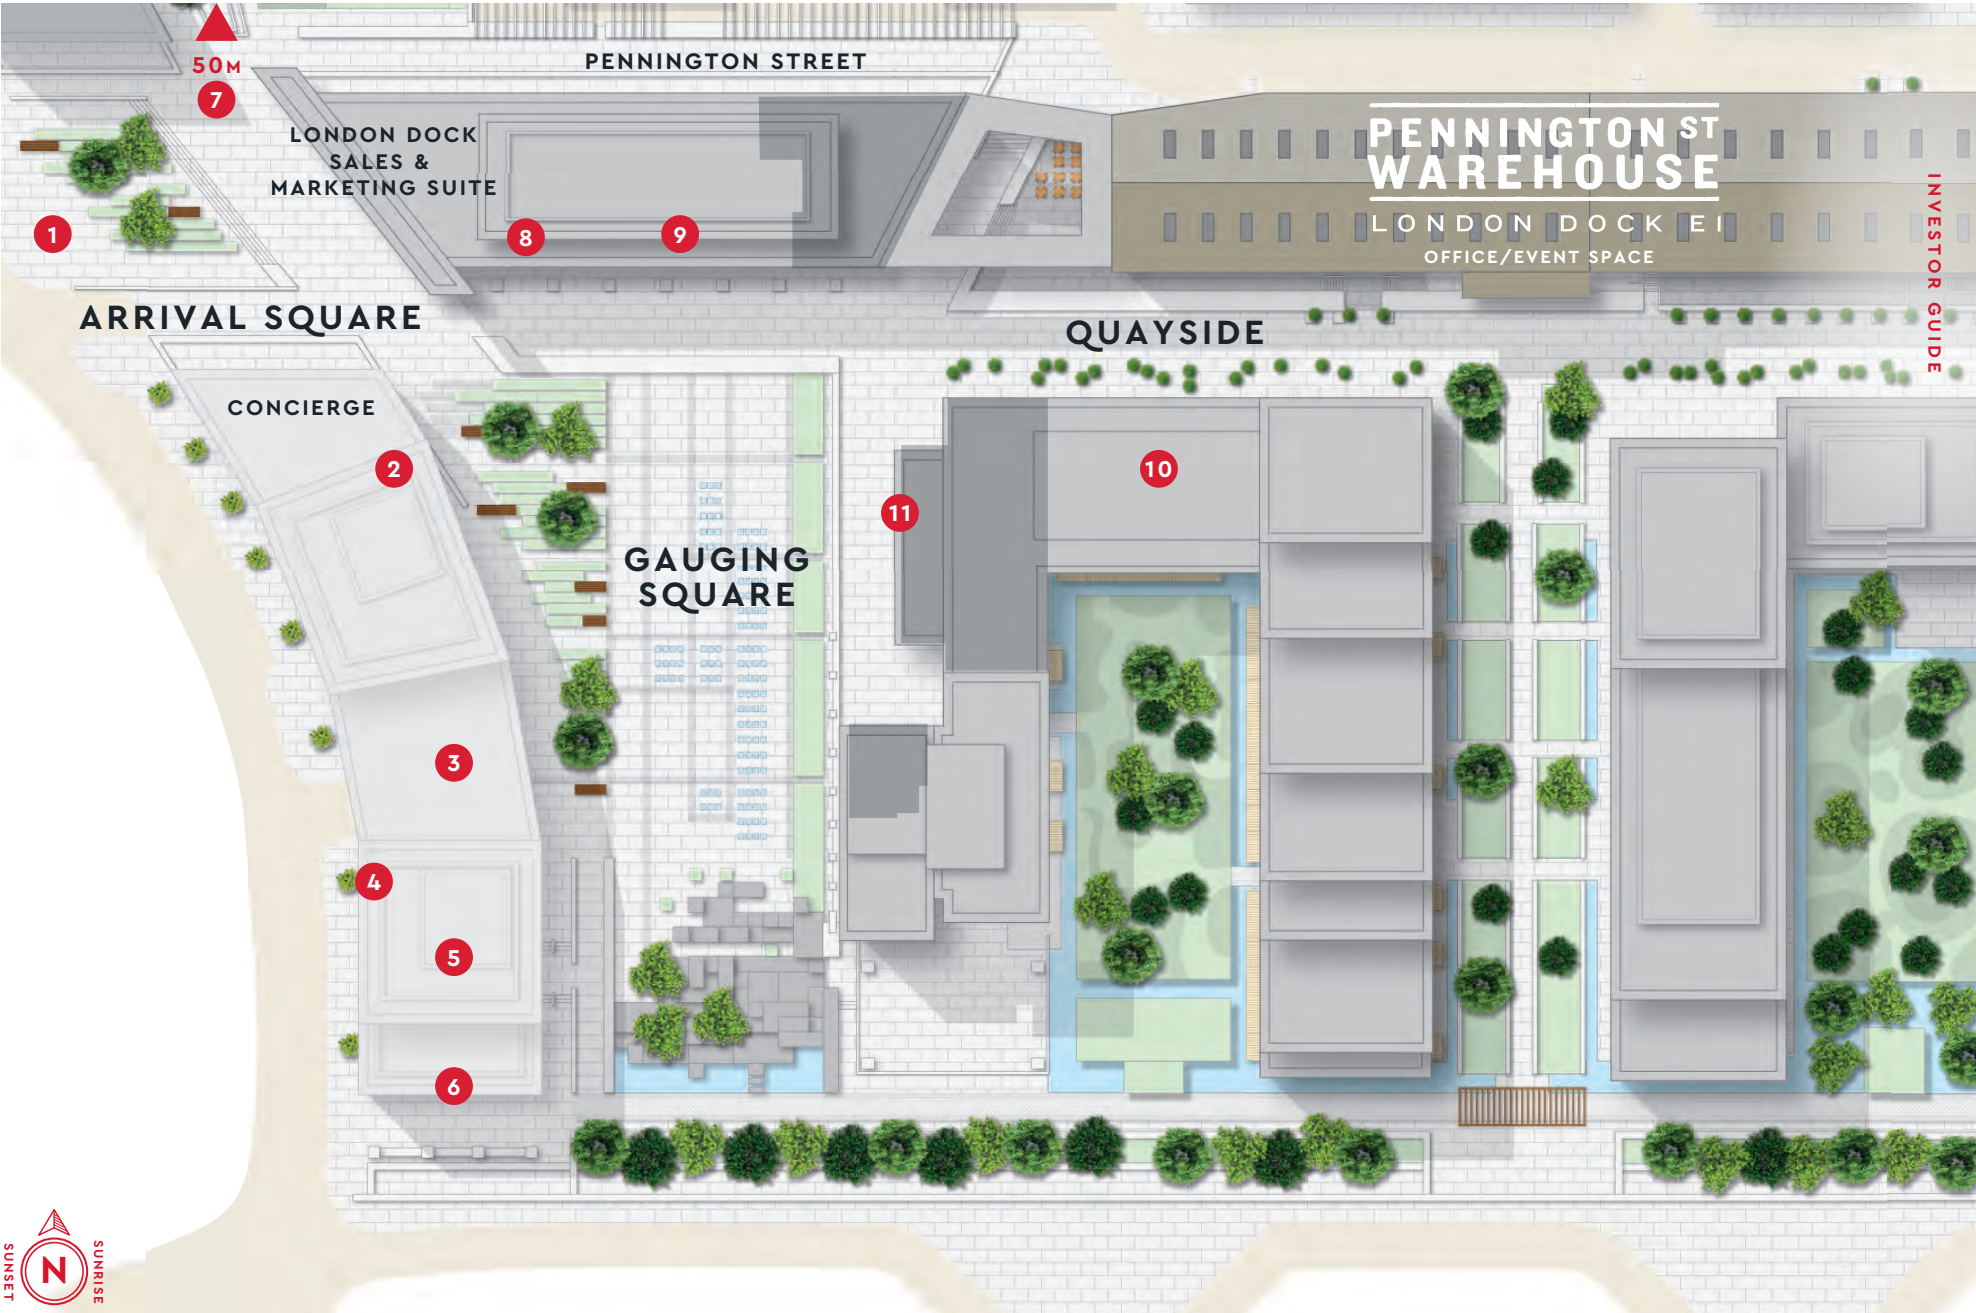 50M
7
PENNINGTON STREET
LONDON DOCK
SALES &
MARKETING SUITE
PENNINGTON ST
WAREHOUSE
LONDON DOCK E1
OFFICE/EVENT SPACE
INVESTOR GUIDE
1
8
9
ARRIVAL SQUARE
QUAYSIDE
CONCIERGE
2
10
11
GAUGING
SQUARE
3
4
5
6
SUNSET
N
SUNRISE